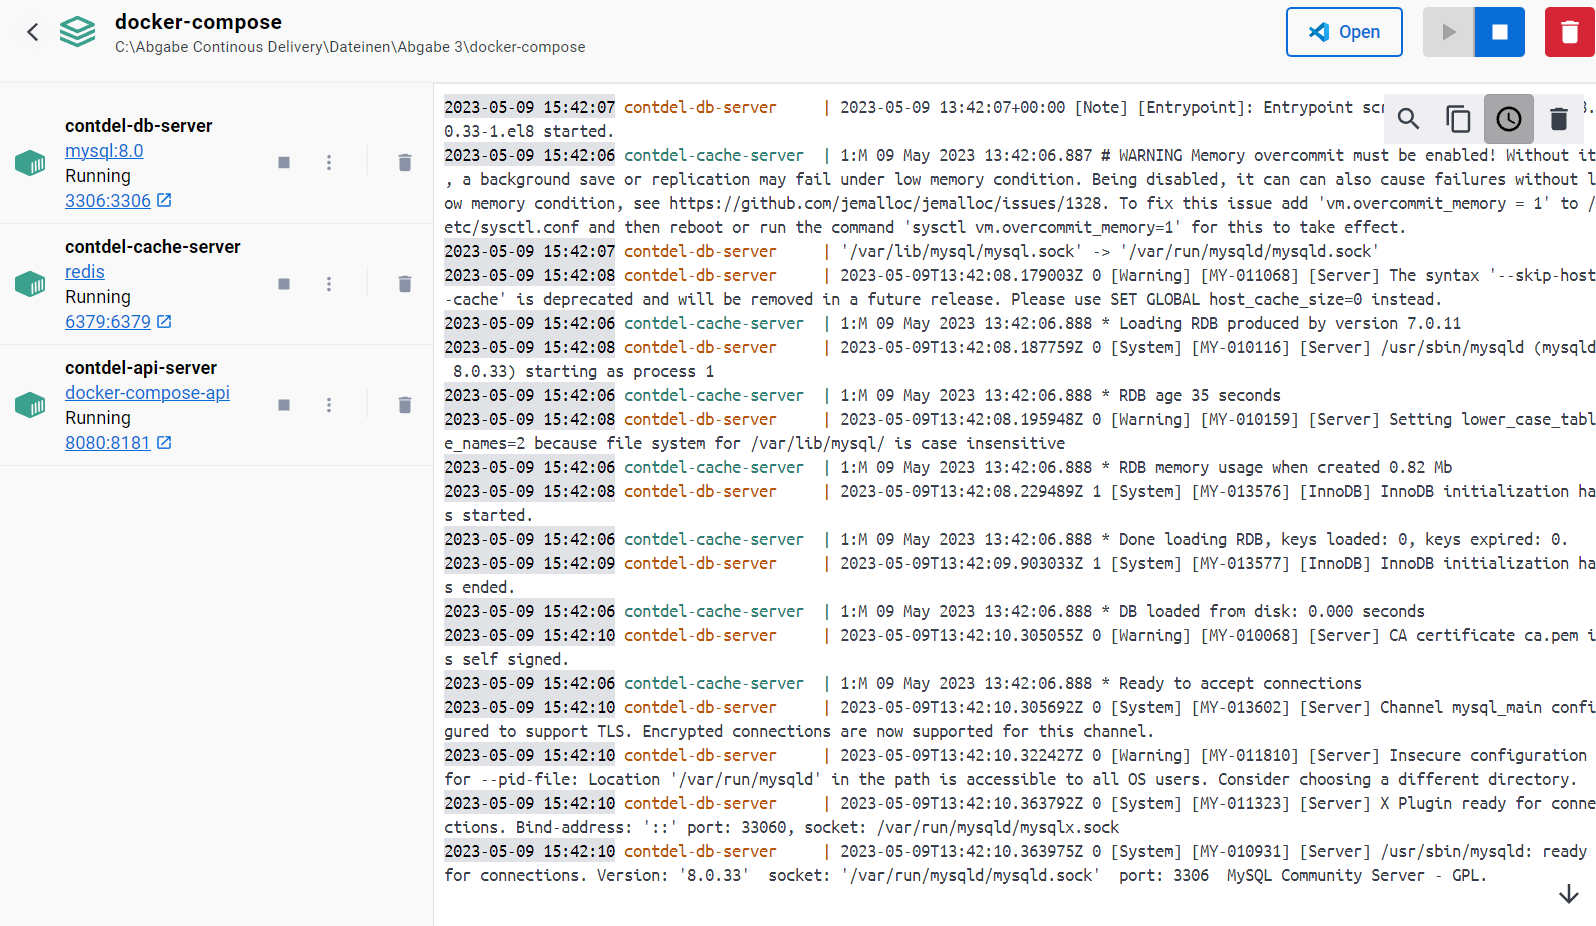 docker-compose
C:\Abgabe Continous Delivery\Dateinen\Abgabe 3\docker-compose
Open
contdel-db-server
mysql:8.0
Running
3306:3306
contdel-cache-server
redis
Running
6379:6379
contdel-api-server
docker-compose-api
Running
8080:8181
2023-05-09 15:42:07 contdel-db-server | 2023-05-09 13:42:07+00:00 [Note] [Entrypoint]: Entrypoint scr
0.33-1.el8 started.
2023-05-09 15:42:06 contdel-cache-server | 1:M 09 May 2023 13:42:06.887 # WARNING Memory overcommit must be enabled! Without it
, a background save or replication may fail under low memory condition. Being disabled, it can can also cause failures without l
ow memory condition, see https://github.com/jemalloc/jemalloc/issues/1328. To fix this issue add 'vm.overcommit_memory = 1' to /
etc/sysctl.conf and then reboot or run the command 'sysctl vm.overcommit_memory=1' for this to take effect.
2023-05-09 15:42:07 contdel-db-server | '/var/lib/mysql/mysql.sock' -> '/var/run/mysqld/mysqld.sock'
2023-05-09 15:42:08 contdel-db-server | 2023-05-09T13:42:08.179003Z 0 [Warning] [MY-011068] [Server] The syntax '--skip-host
-cache' is deprecated and will be removed in a future release. Please use SET GLOBAL host_cache_size=0 instead.
2023-05-09 15:42:06 contdel-cache-server | 1:M 09 May 2023 13:42:06.888 * Loading RDB produced by version 7.0.11
2023-05-09 15:42:08 contdel-db-server | 2023-05-09T13:42:08.187759Z 0 [System] [MY-010116] [Server] /usr/sbin/mysqld (mysqld
8.0.33) starting as process 1
2023-05-09 15:42:06 contdel-cache-server | 1:M 09 May 2023 13:42:06.888 * RDB age 35 seconds
2023-05-09 15:42:08 contdel-db-server | 2023-05-09T13:42:08.195948Z 0 [Warning] [MY-010159] [Server] Setting lower_case_tabl
e_names=2 because file system for /var/lib/mysql/ is case insensitive
2023-05-09 15:42:06 contdel-cache-server | 1:M 09 May 2023 13:42:06.888 * RDB memory usage when created 0.82 Mb
2023-05-09 15:42:08 contdel-db-server | 2023-05-09T13:42:08.229489Z 1 [System] [MY-013576] [InnoDB] InnoDB initialization ha
s started.
2023-05-09 15:42:06 contdel-cache-server | 1:M 09 May 2023 13:42:06.888 * Done loading RDB, keys loaded: 0, keys expired: 0.
2023-05-09 15:42:09 contdel-db-server | 2023-05-09T13:42:09.903033Z 1 [System] [MY-013577] [InnoDB] InnoDB initialization ha
s ended.
2023-05-09 15:42:06 contdel-cache-server | 1:M 09 May 2023 13:42:06.888 * DB loaded from disk: 0.000 seconds
2023-05-09 15:42:10 contdel-db-server | 2023-05-09T13:42:10.305055Z 0 [Warning] [MY-010068] [Server] CA certificate ca.pem i
s self signed.
2023-05-09 15:42:06 contdel-cache-server | 1:M 09 May 2023 13:42:06.888 * Ready to accept connections
2023-05-09 15:42:10 contdel-db-server | 2023-05-09T13:42:10.305692Z 0 [System] [MY-013602] [Server] Channel mysql_main confi
gured to support TLS. Encrypted connections are now supported for this channel.
2023-05-09 15:42:10 contdel-db-server | 2023-05-09T13:42:10.322427Z 0 [Warning] [MY-011810] [Server] Insecure configuration
for --pid-file: Location '/var/run/mysqld' in the path is accessible to all OS users. Consider choosing a different directory.
2023-05-09 15:42:10 contdel-db-server | 2023-05-09T13:42:10.363792Z 0 [System] [MY-011323] [Server] X Plugin ready for conne
ctions. Bind-address: '::' port: 33060, socket: /var/run/mysqld/mysqlx.sock
2023-05-09 15:42:10 contdel-db-server | 2023-05-09T13:42:10.363975Z 0 [System] [MY-010931] [Server] /usr/sbin/mysqld: ready
for connections. Version: '8.0.33' socket: '/var/run/mysqld/mysqld.sock' port: 3306 MySQL Community Server - GPL.